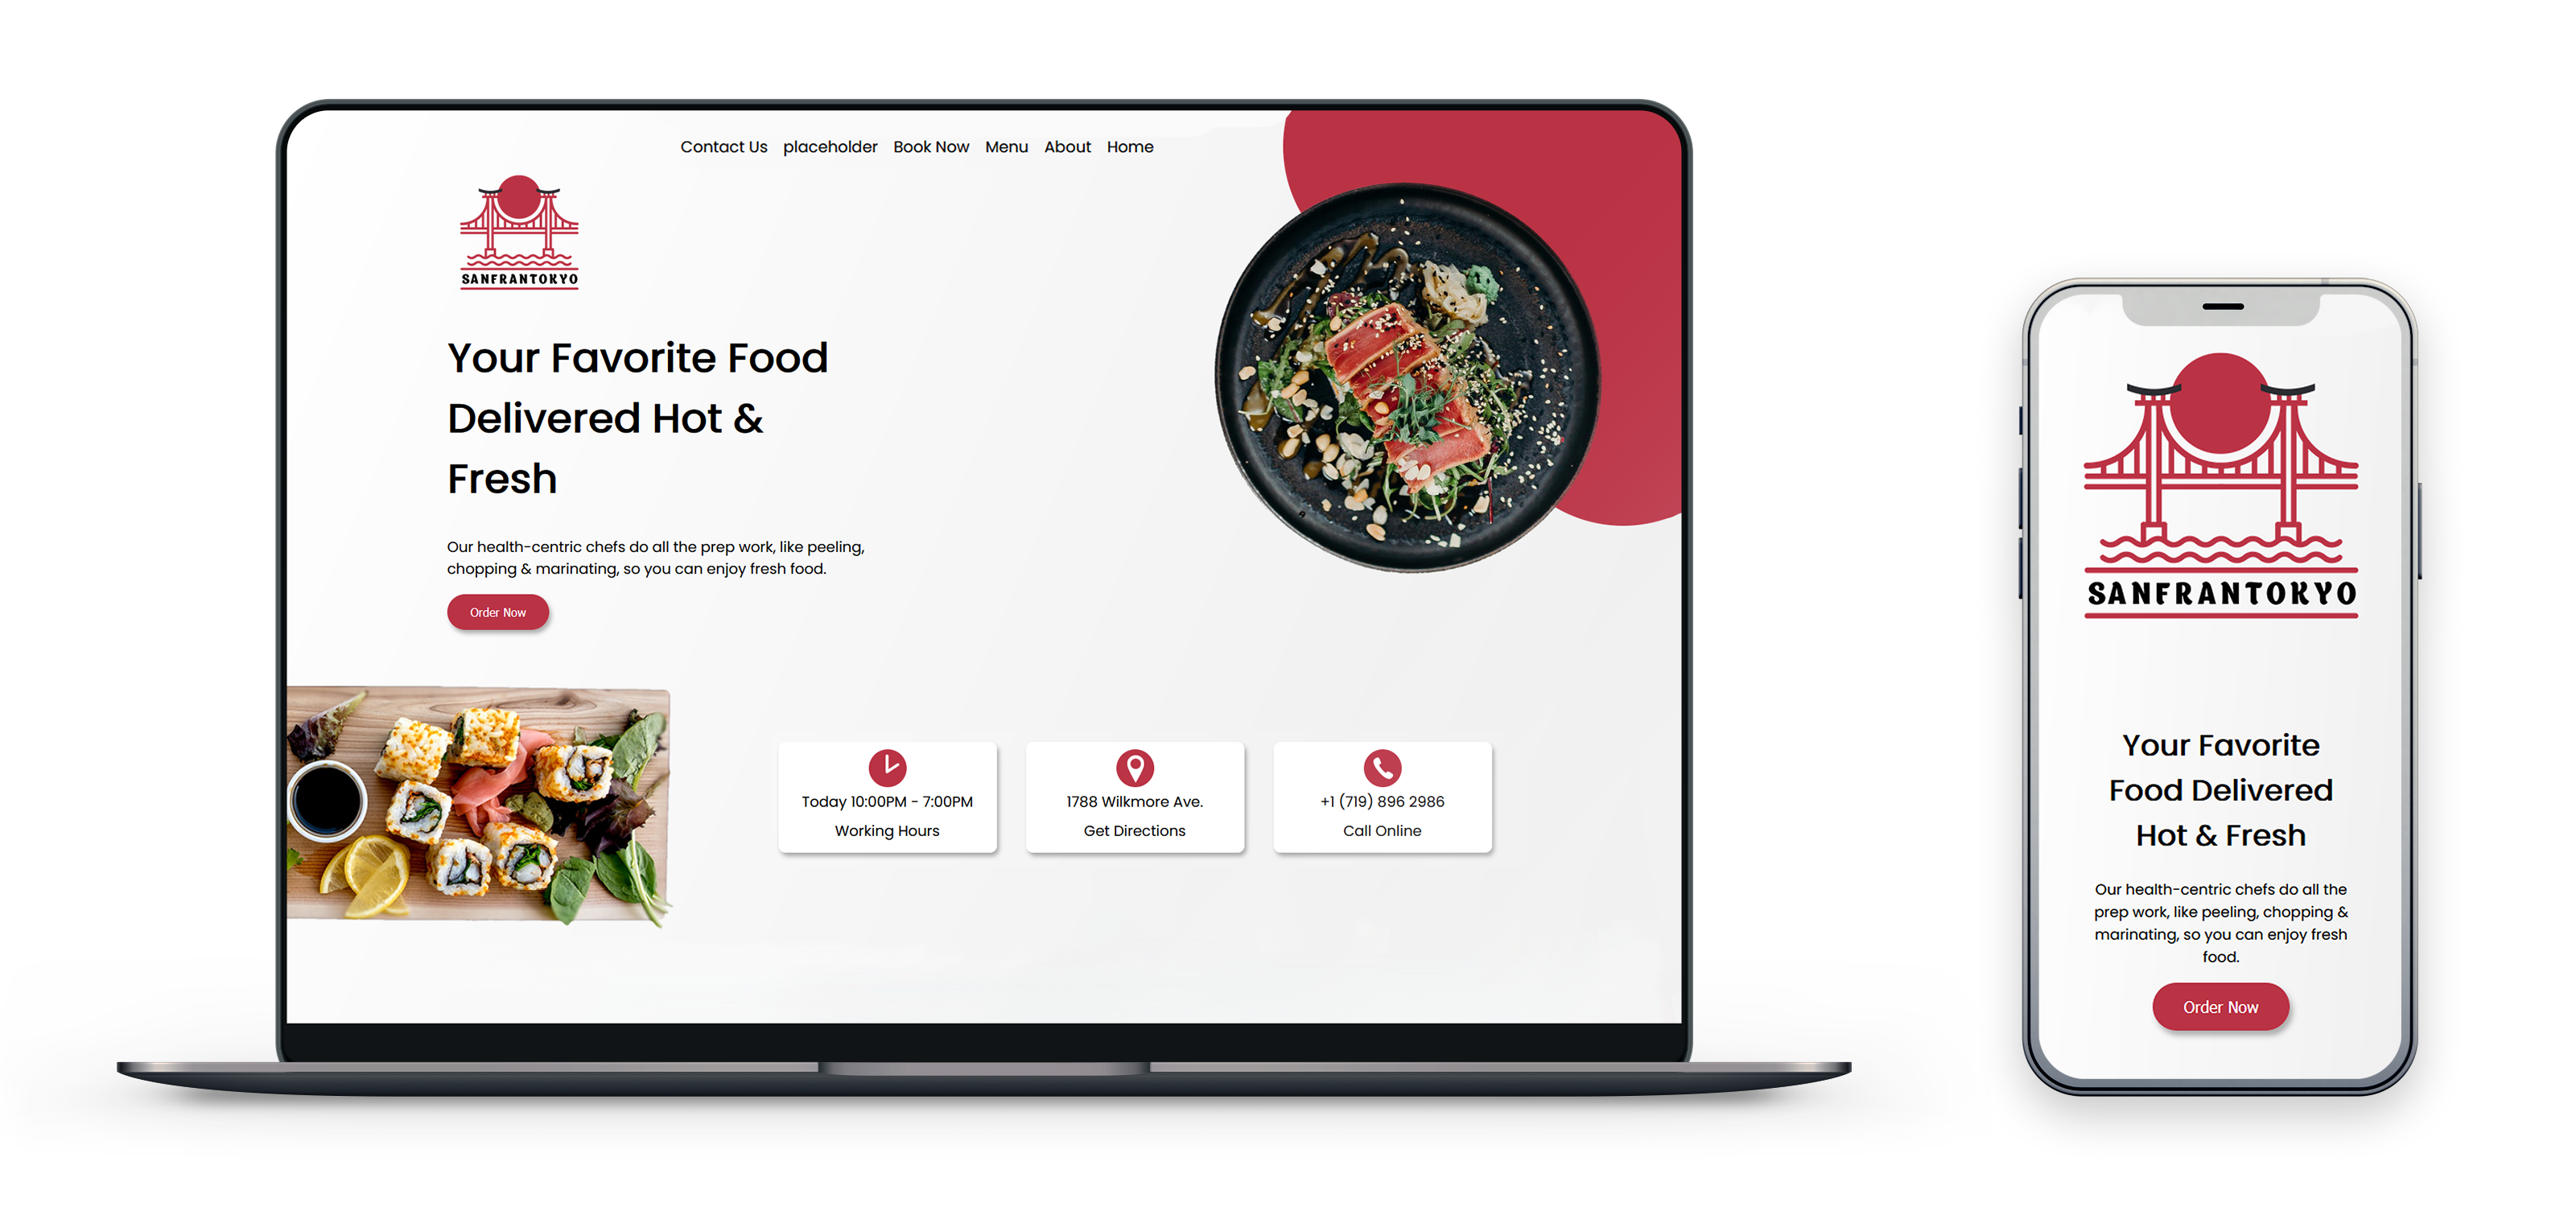 Contact Us placeholder Book Now Menu About Home
SANFRANTOKYO
Your Favorite Food
Delivered Hot &
Fresh
Our health-centric chefs do all the prep work, like peeling,
chopping & marinating, so you can enjoy fresh food.
Order Now
Today 10:00PM - 7:00PM
Working Hours
1788 Wilkmore Ave.
Get Directions
+1 (719) 896 2986
Call Online
SANFRANTOKYO
Your Favorite
Food Delivered
Hot & Fresh
Our health-centric chefs do all the
prep work, like peeling, chopping &
marinating, so you can enjoy fresh
food.
Order Now